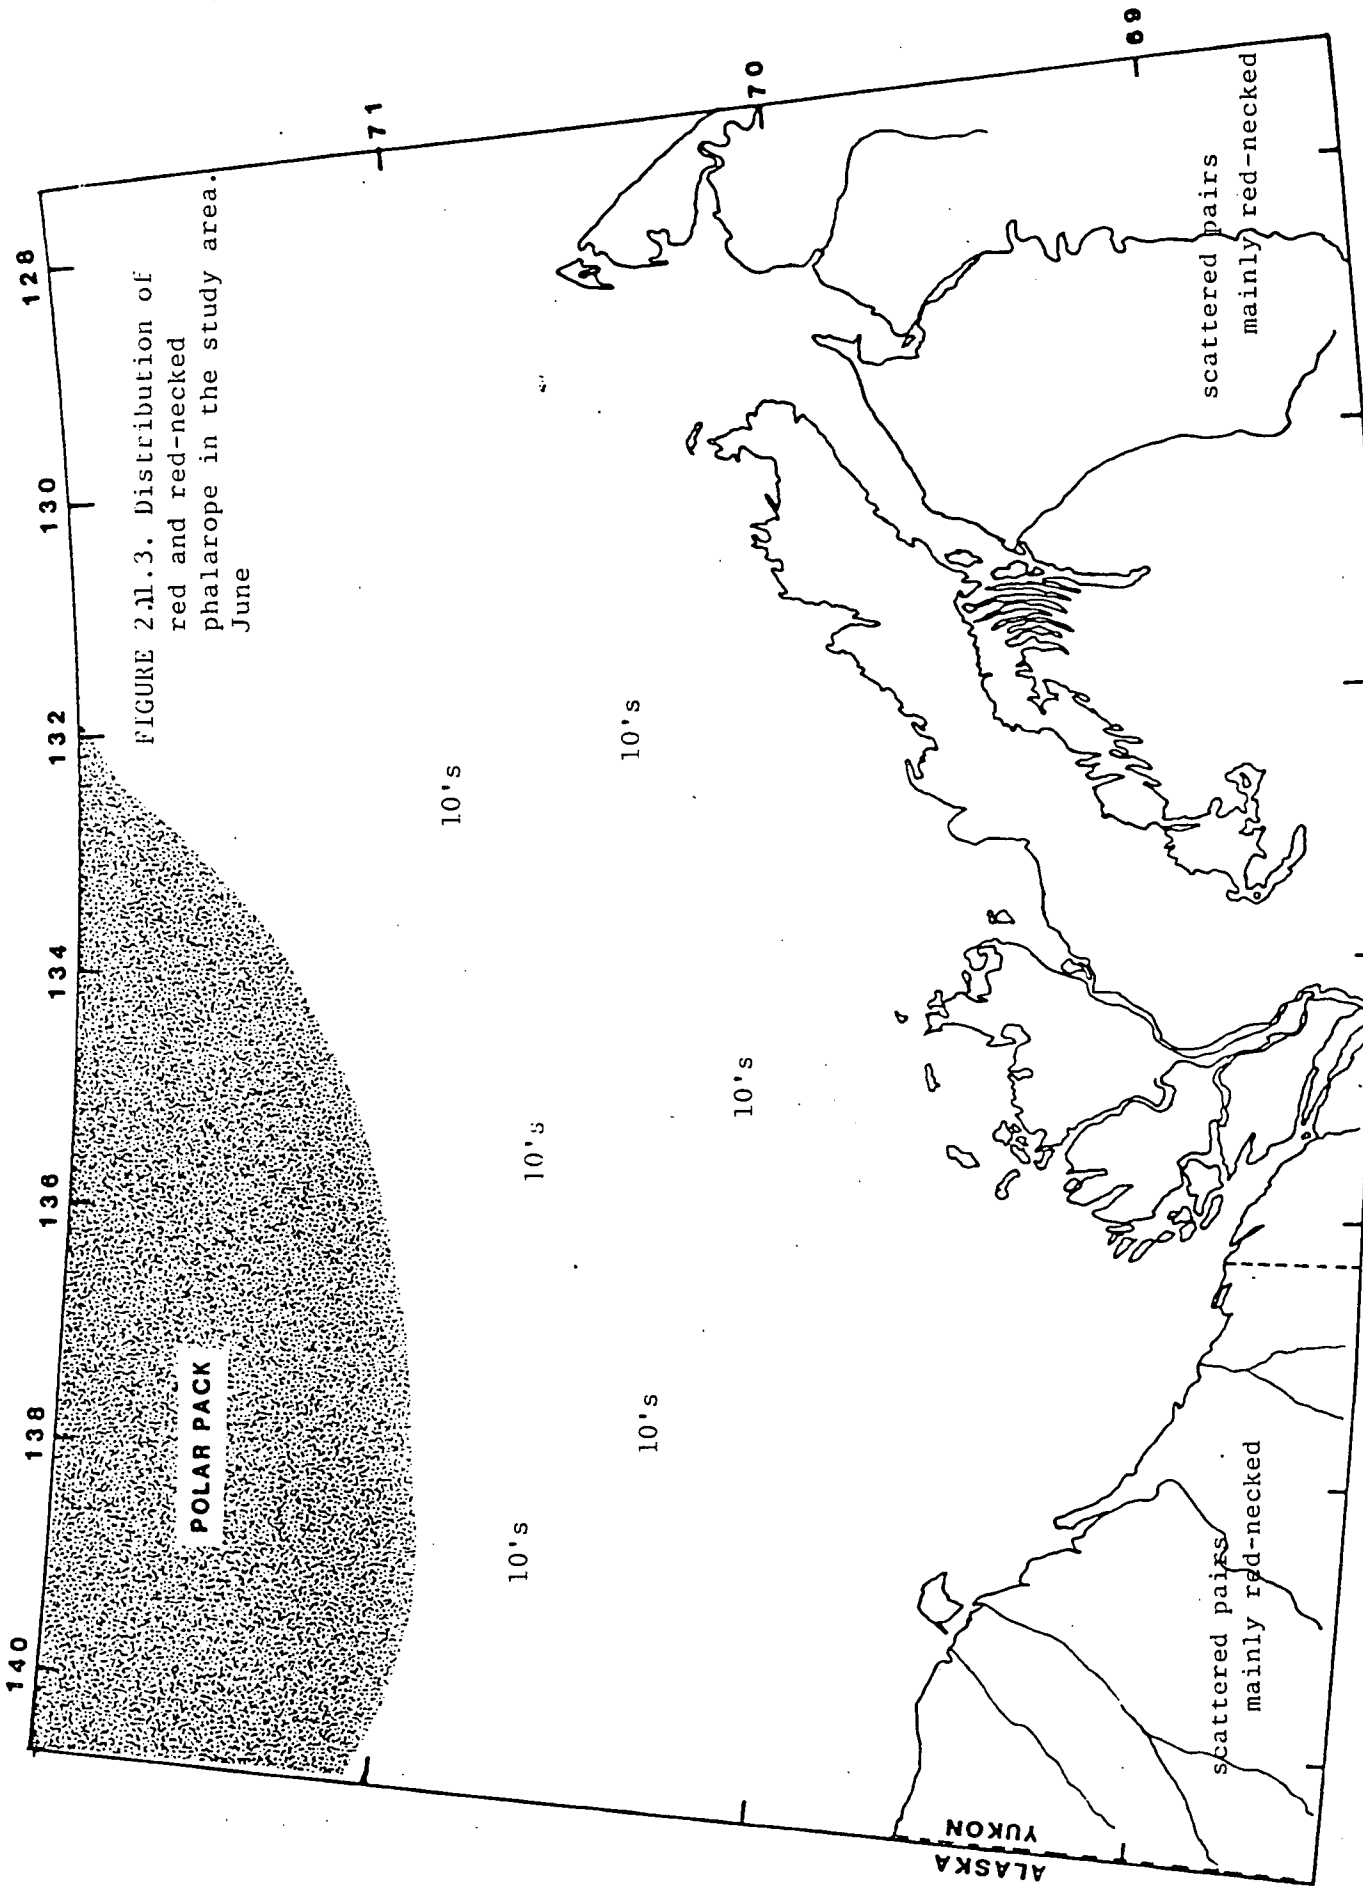 140
138
136
134
132
130
128
FIGURE 2.11.3. Distribution of
red and red-necked
phalarope in the study area.
June
71
70
69
POLAR PACK
10's
10's
10's
10's
10's
10's
scattered pairs
mainly red-necked
scattered pairs
mainly red-necked
YUKON
ALASKA